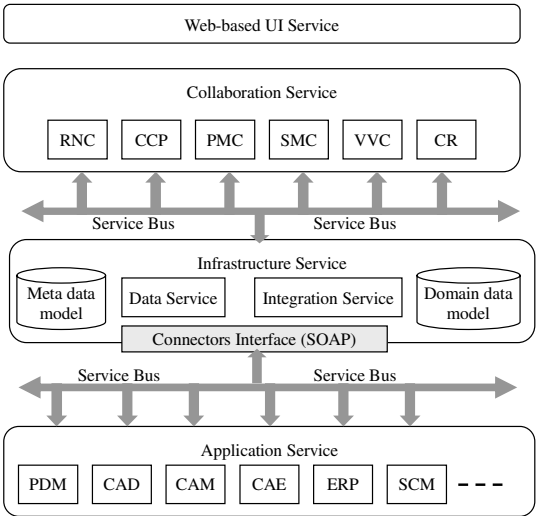 Web-based UI Service
Collaboration Service
RNC CCP PMC SMC VVC CR
Service Bus Service Bus
Infrastructure Service
Meta data
model
Data Service
Integration Service
Domain data
model
Connectors Interface (SOAP)
Service Bus Service Bus
Application Service
PDM CAD CAM CAE ERP SCM